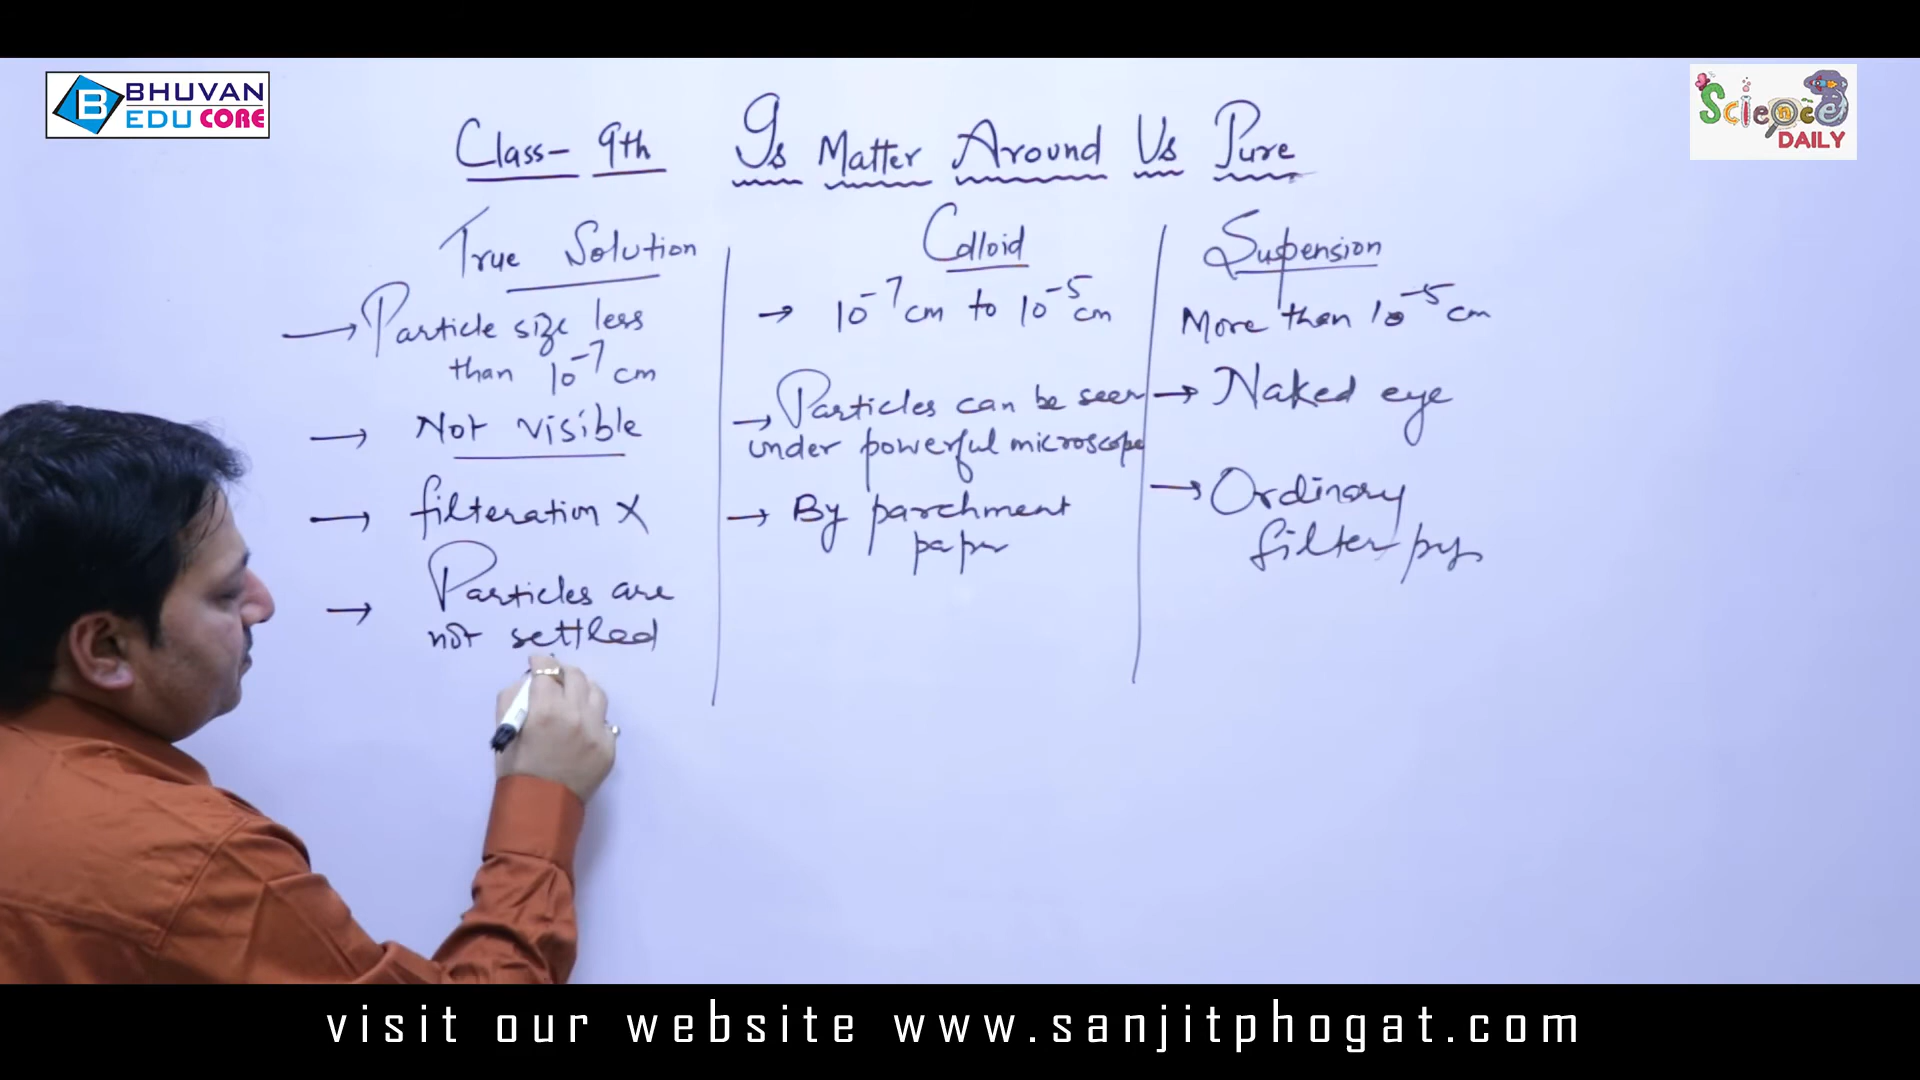 BHUVAN
EDU CORE
Science
DAILY
Class- 9th Is Matter Around Us Pure
True Solution
→ Particle size less
than 10⁻⁷ cm
→ Not visible
→ filteration X
→ Particles are
not settled
Colloid
→ 10⁻⁷ cm to 10⁻⁵ cm
→ Particles can be seen
under powerful microscope
→ By parchment
paper
Suspension
More than 10⁻⁵ cm
→ Naked eye
→ Ordinary
filter
visit our website www.sanjitphogat.com